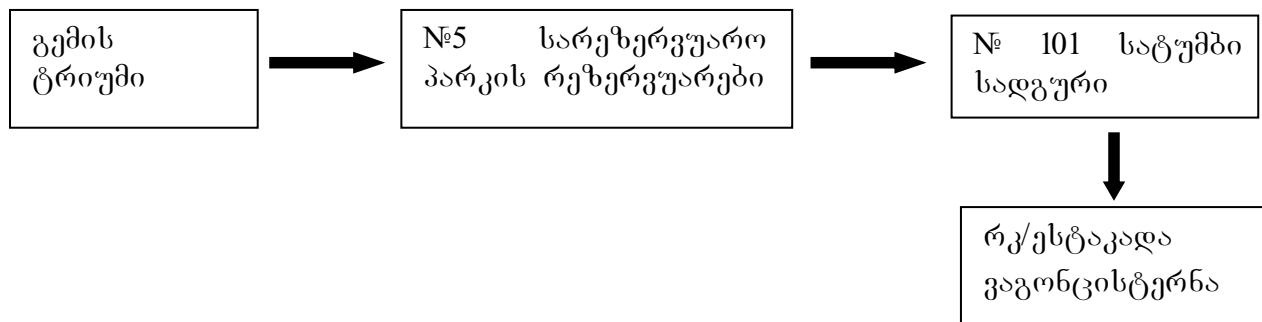 გემის
ტრიუმი
№5 სარეზერვუარო
პარკის რეზერვუარები
№ 101 სატუმბი
სადგური
რკ/ესტაკადა
ვაგონცისტერნა